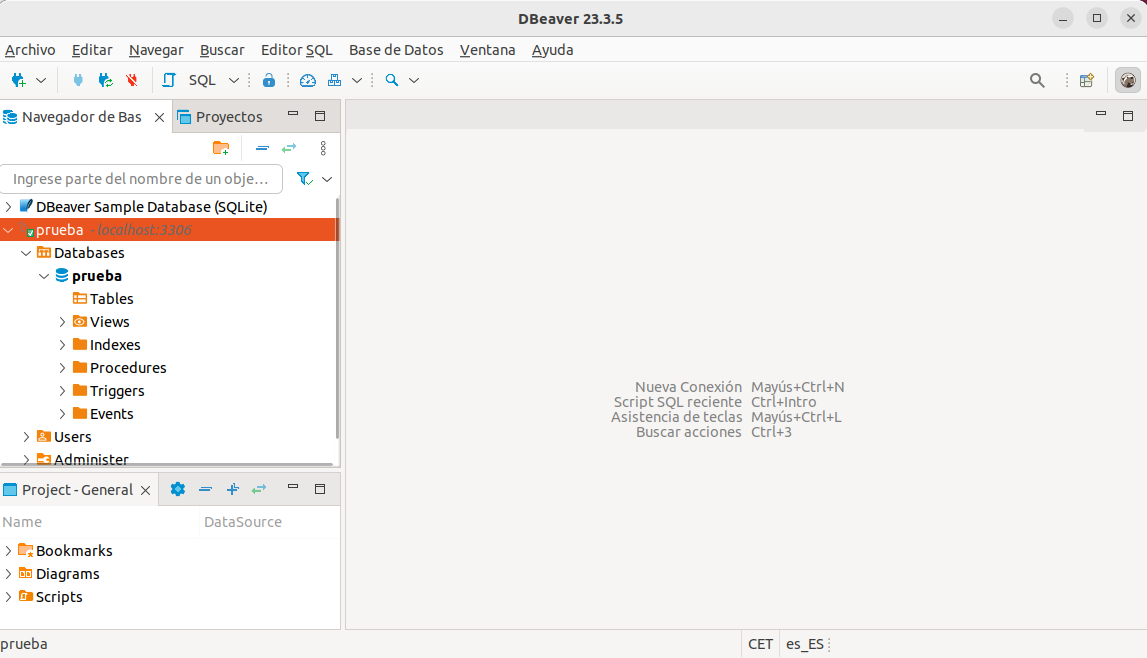 DBeaver 23.3.5
Archivo Editar Navegar Buscar Editor SQL Base de Datos Ventana Ayuda
SQL
Navegador de Bas Proyectos
Ingrese parte del nombre de un obje...
DBeaver Sample Database (SQLite)
prueba - localhost:3306
Databases
prueba
Tables
Views
Indexes
Procedures
Triggers
Events
Users
Administer
Nueva Conexión Mayús+Ctrl+N
Script SQL reciente Ctrl+Intro
Asistencia de teclas Mayús+Ctrl+L
Buscar acciones Ctrl+3
Project - General
Name DataSource
Bookmarks
Diagrams
Scripts
prueba CET es_ES